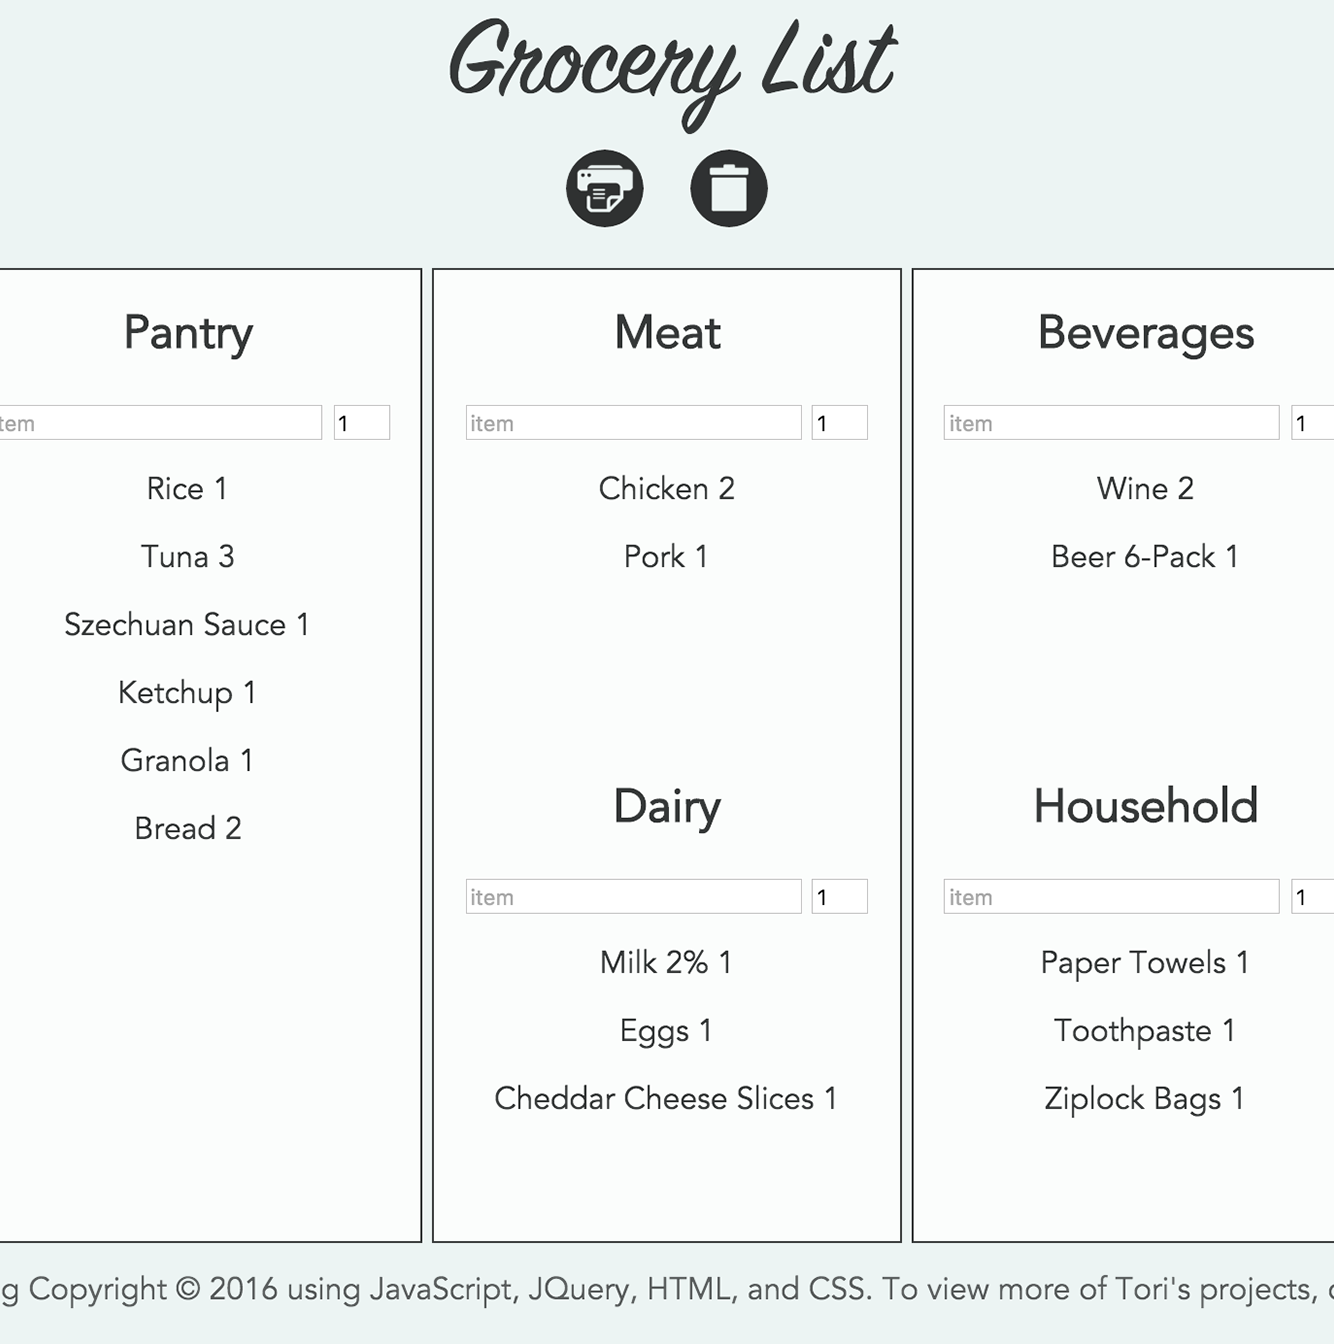 Grocery List
Pantry
tem 1
Rice 1
Tuna 3
Szechuan Sauce 1
Ketchup 1
Granola 1
Bread 2
Meat
item 1
Chicken 2
Pork 1
Dairy
item 1
Milk 2% 1
Eggs 1
Cheddar Cheese Slices 1
Beverages
item 1
Wine 2
Beer 6-Pack 1
Household
item 1
Paper Towels 1
Toothpaste 1
Ziplock Bags 1
g Copyright © 2016 using JavaScript, JQuery, HTML, and CSS. To view more of Tori's projects,